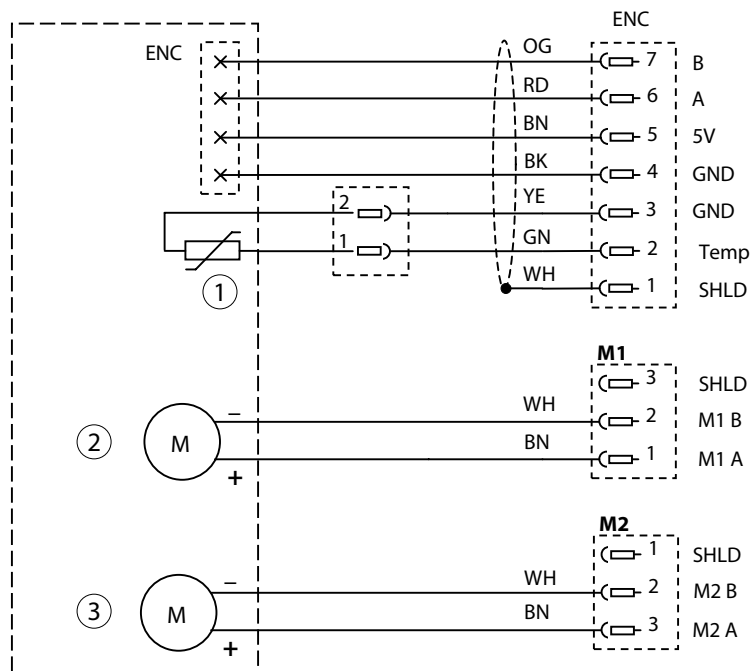 ENC
ENC
OG
7
B
RD
6
A
BN
5
5V
BK
4
GND
YE
2
3
GND
GN
1
2
Temp
WH
1
SHLD
1
M1
3
SHLD
WH
–
2
M1 B
2
M
BN
1
M1 A
+
M2
1
SHLD
WH
–
2
M2 B
3
M
BN
3
M2 A
+